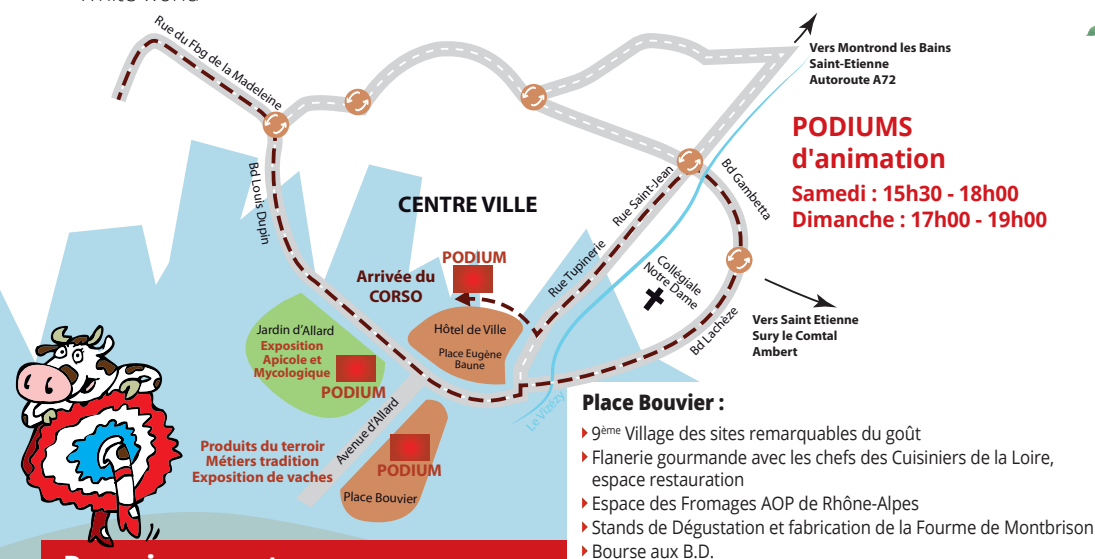 Rue du Fbg de la Madeleine
Vers Montrond les Bains
Saint-Etienne
Autoroute A72
PODIUMS
d'animation
Samedi : 15h30 - 18h00
Dimanche : 17h00 - 19h00
Bd Louis Dupin
CENTRE VILLE
Rue Saint-Jean
Bd Gambetta
Rue Tupinerie
PODIUM
Arrivée du
CORSO
Collégiale
Notre Dame
Bd Lachèze
Vers Saint Etienne
Sury le Comtal
Ambert
Hôtel de Ville
Place Eugène
Baune
Jardin d'Allard
Exposition
Apicole et
Mycologique
PODIUM
Le Vizézy
Avenue d'Allard
Produits du terroir
Métiers tradition
Exposition de vaches
PODIUM
Place Bouvier
Place Bouvier :
9ème Village des sites remarquables du goût
Flanerie gourmande avec les chefs des Cuisiniers de la Loire,
espace restauration
Espace des Fromages AOP de Rhône-Alpes
Stands de Dégustation et fabrication de la Fourme de Montbrison
Bourse aux B.D.